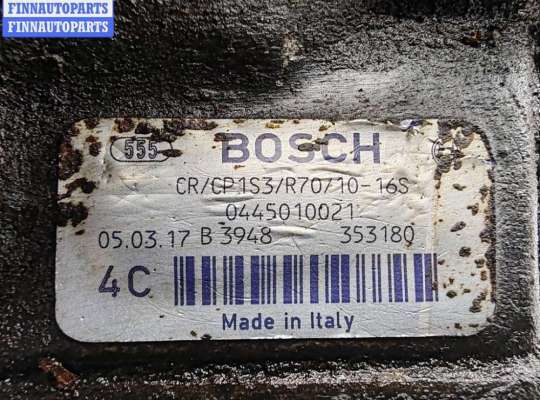 FINNAUTOPARTS
FINNAUTOPARTS
FINNAUTOPARTS
555 BOSCH
CR/CP1S3/R70/10-16S
0445010021
05.03.17 B 3948 353180
4C
Made in Italy